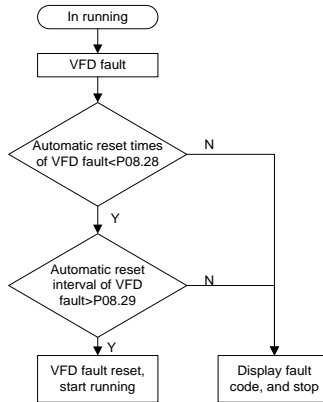 In running
VFD fault
Automatic reset times
of VFD fault<P08.28
N
Y
Automatic reset
interval of VFD
fault>P08.29
N
Y
VFD fault reset,
start running
Display fault
code, and stop